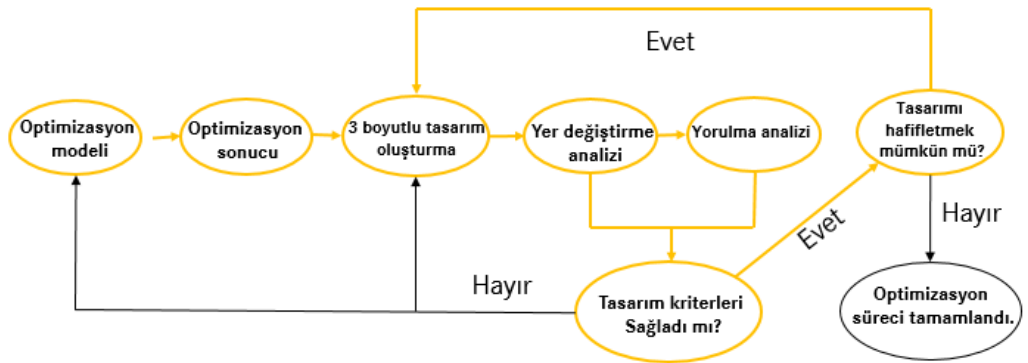 Evet
Optimizasyon
modeli
Optimizasyon
sonucu
3 boyutlu tasarım
oluşturma
Yer değiştirme
analizi
Yorulma analizi
Tasarımı
hafifletmek
mümkün mü?
Evet
Hayır
Hayır
Tasarım kriterleri
Sağladı mı?
Optimizasyon
süreci tamamlandı.